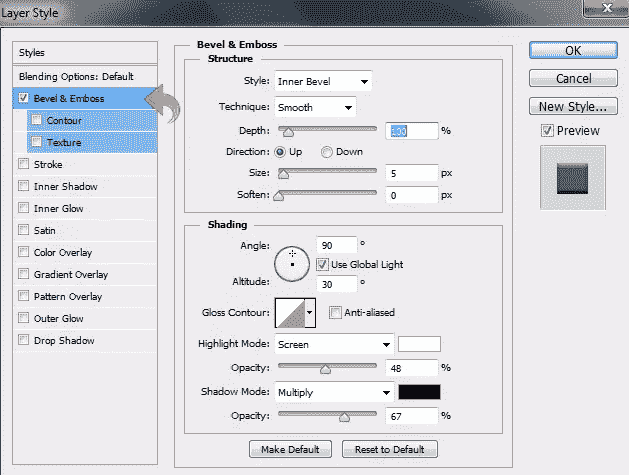 Layer Style
Styles
Blending Options: Default
Bevel & Emboss
Contour
Texture
Stroke
Inner Shadow
Inner Glow
Satin
Color Overlay
Gradient Overlay
Pattern Overlay
Outer Glow
Drop Shadow
Bevel & Emboss
Structure
Style: Inner Bevel
Technique: Smooth
Depth: 100 %
Direction: Up Down
Size: 5 px
Soften: 0 px
Shading
Angle: 90 °
Use Global Light
Altitude: 30 °
Gloss Contour: Anti-aliased
Highlight Mode: Screen
Opacity: 48 %
Shadow Mode: Multiply
Opacity: 67 %
Make Default Reset to Default
OK
Cancel
New Style...
Preview